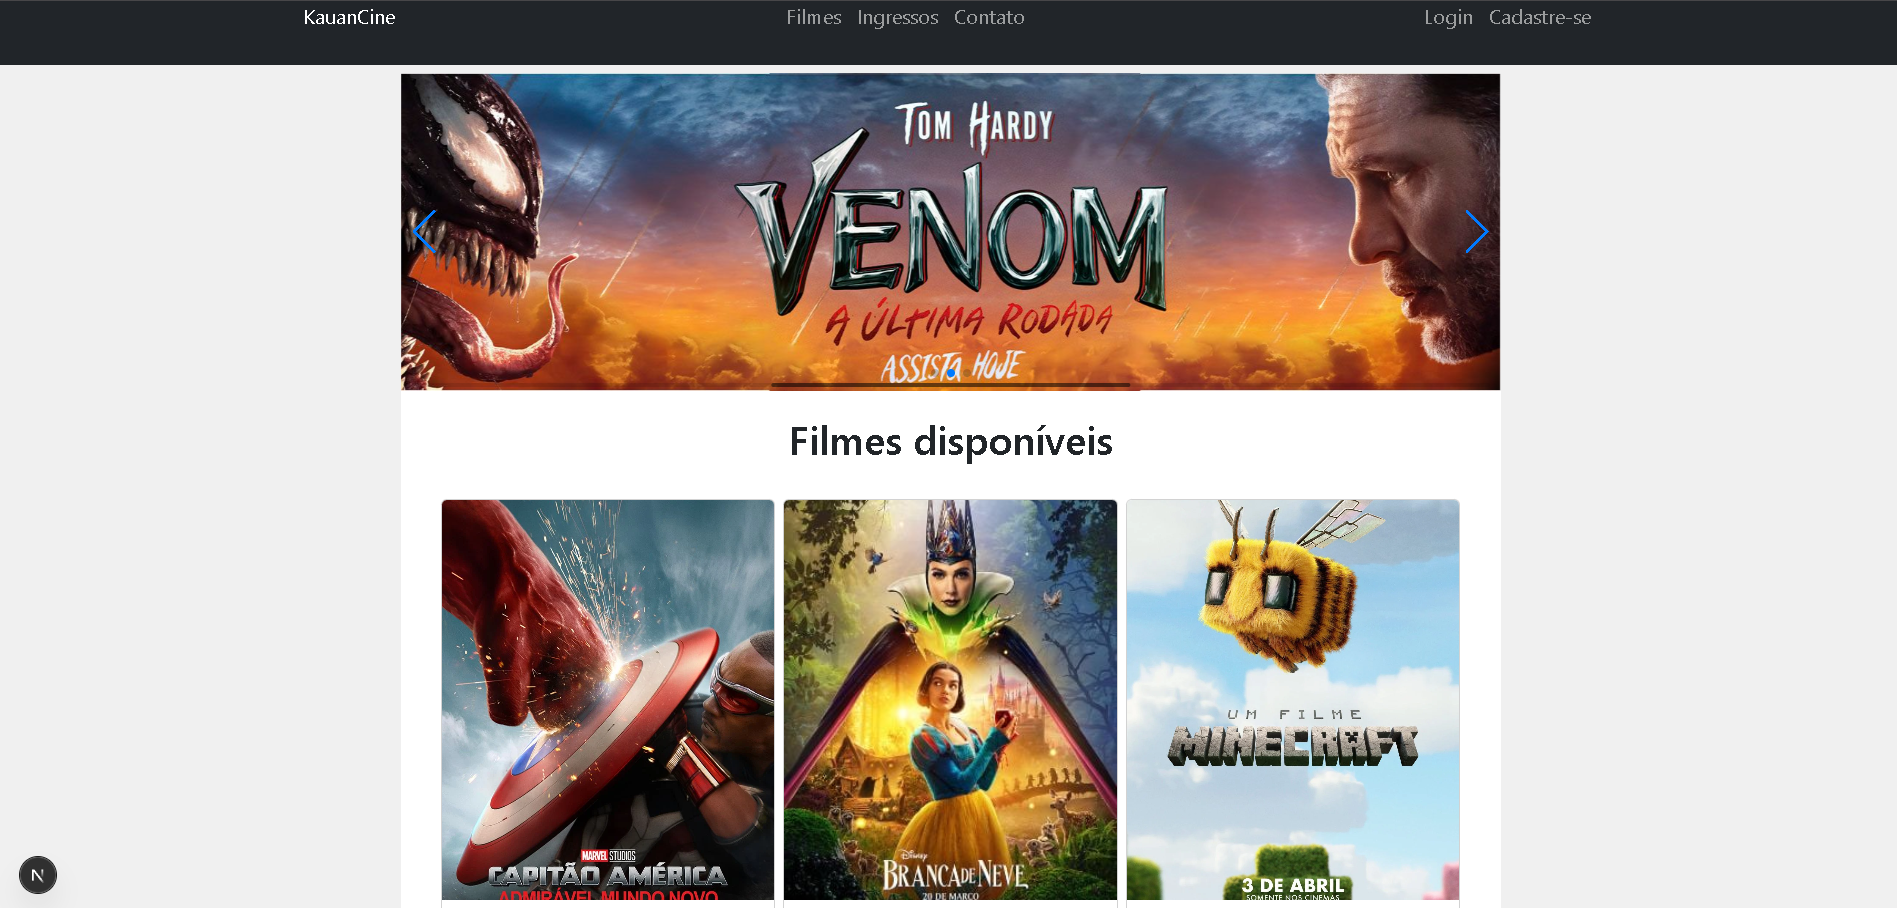 KauanCine
Filmes Ingressos Contato
Login Cadastre-se
TOM HARDY
VENOM
A ÚLTIMA RODADA
ASSISTA HOJE
Filmes disponíveis
MARVEL STUDIOS
CAPITÃO AMÉRICA
ADMIRÁVEL MUNDO NOVO
Disney
BRANCA DE NEVE
20 DE MARÇO
UM FILME
MINECRAFT
3 DE ABRIL
SOMENTE NOS CINEMAS
N